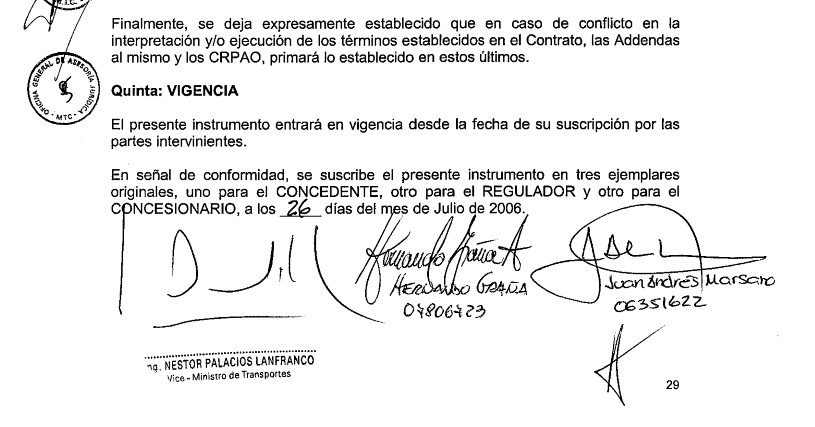 Finalmente, se deja expresamente establecido que en caso de conflicto en la
interpretación y/o ejecución de los términos establecidos en el Contrato, las Addendas
al mismo y los CRPAO, primará lo establecido en estos últimos.
OFICINA GENERAL DE ASESORÍA JURIDICA - MTC -
Quinta: VIGENCIA
El presente instrumento entrará en vigencia desde la fecha de su suscripción por las
partes intervinientes.
En señal de conformidad, se suscribe el presente instrumento en tres ejemplares
originales, uno para el CONCEDENTE, otro para el REGULADOR y otro para el
CONCESIONARIO, a los 26 días del mes de Julio de 2006.
Hernando Graña A
HERNANDO GRAÑA
07806723
Juan Andrés Marsano
06351622
ng. NESTOR PALACIOS LANFRANCO
Vice - Ministro de Transportes
29